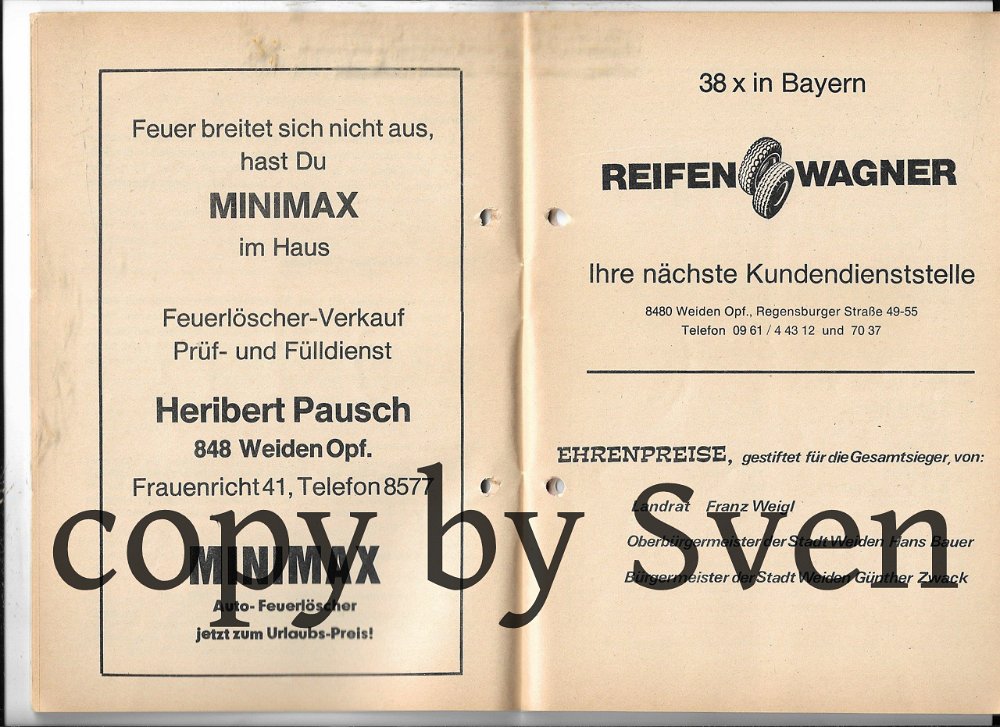 Feuer breitet sich nicht aus,
hast Du
MINIMAX
im Haus
Feuerlöscher-Verkauf
Prüf- und Fülldienst
Heribert Pausch
848 Weiden Opf.
Frauenricht 41, Telefon 8577
MINIMAX
Auto-Feuerlöscher
jetzt zum Urlaubs-Preis!
38 x in Bayern
REIFEN WAGNER
Ihre nächste Kundendienststelle
8480 Weiden Opf., Regensburger Straße 49-55
Telefon 09 61 / 4 43 12 und 70 37
EHRENPREISE, gestiftet für die Gesamtsieger, von:
Landrat Franz Weigl
Oberbürgermeister der Stadt Weiden Hans Bauer
Bürgermeister der Stadt Weiden Günther Zwack
copy by Sven